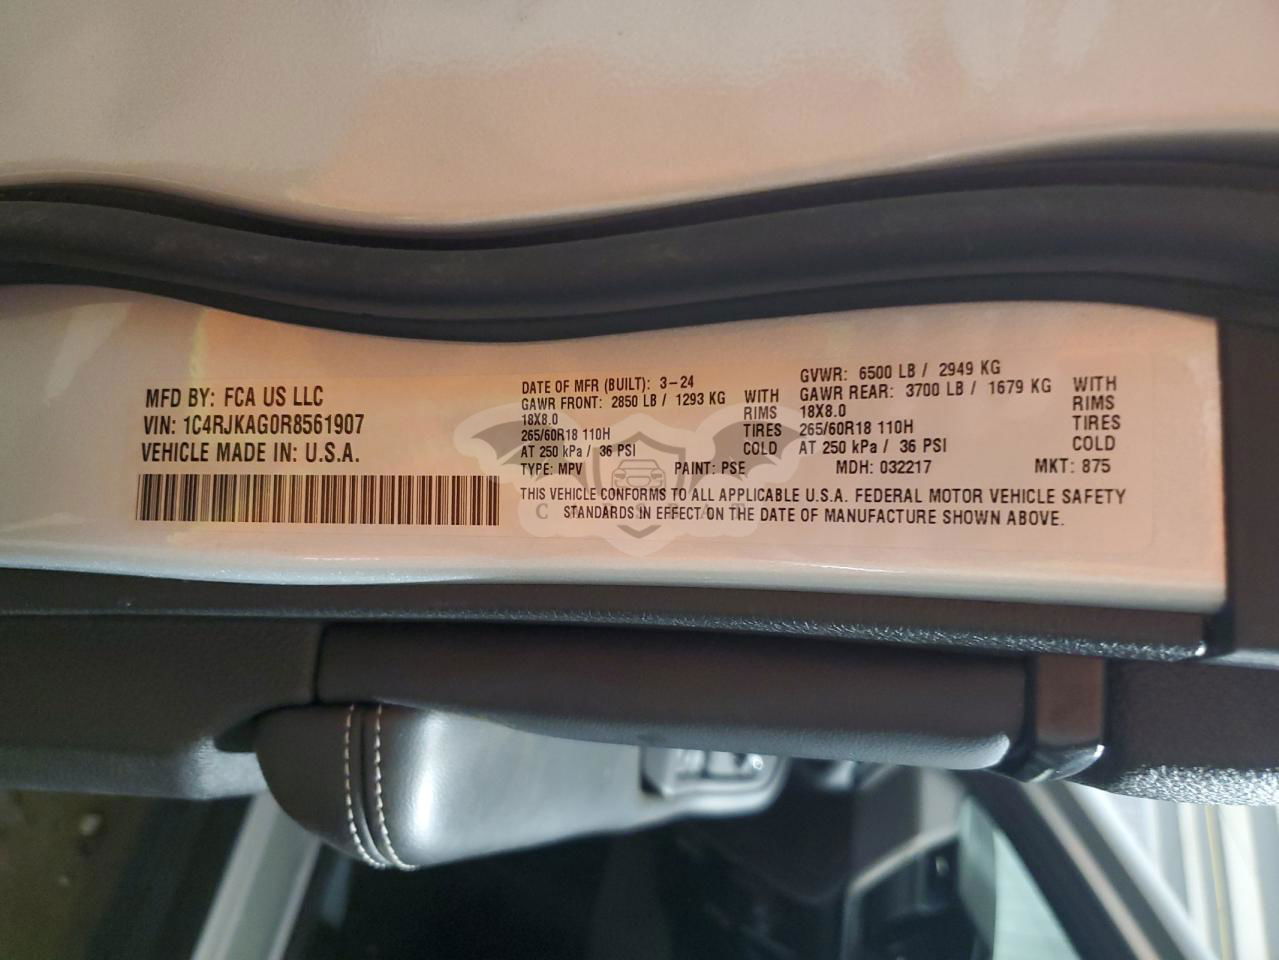 MFD BY: FCA US LLC
VIN: 1C4RJKAG0R8561907
VEHICLE MADE IN: U.S.A.
DATE OF MFR (BUILT): 3-24
GAWR FRONT: 2850 LB / 1293 KG WITH
18X8.0 RIMS
265/60R18 110H TIRES
AT 250 kPa / 36 PSI COLD
GVWR: 6500 LB / 2949 KG
GAWR REAR: 3700 LB / 1679 KG WITH
18X8.0 RIMS
265/60R18 110H TIRES
AT 250 kPa / 36 PSI COLD
TYPE: MPV PAINT: PSE MDH: 032217 MKT: 875
THIS VEHICLE CONFORMS TO ALL APPLICABLE U.S.A. FEDERAL MOTOR VEHICLE SAFETY
STANDARDS IN EFFECT ON THE DATE OF MANUFACTURE SHOWN ABOVE.